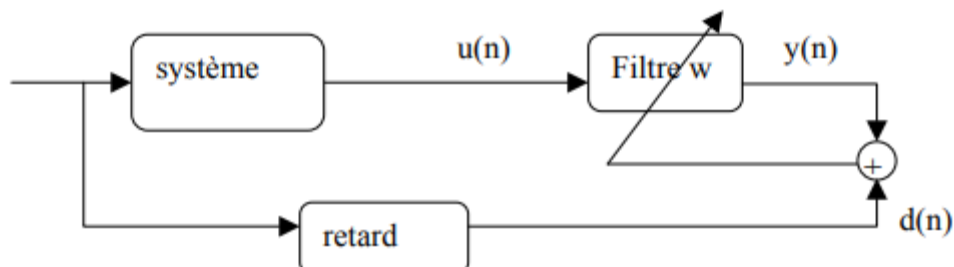 système
u(n)
Filtre w
y(n)
+
d(n)
retard